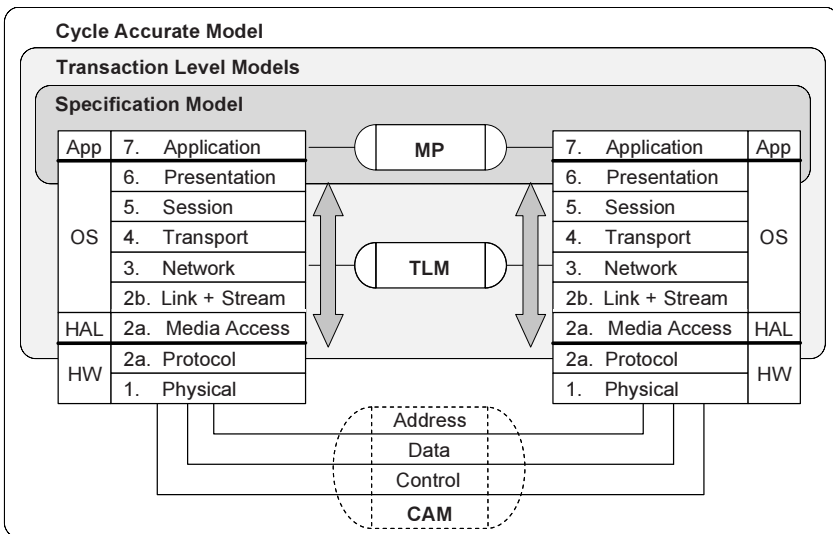 Cycle Accurate Model
Transaction Level Models
Specification Model
App 7. Application MP 7. Application App
6. Presentation 6. Presentation
5. Session 5. Session
OS 4. Transport 4. Transport OS
3. Network TLM 3. Network
2b. Link + Stream 2b. Link + Stream
HAL 2a. Media Access 2a. Media Access HAL
HW 2a. Protocol 2a. Protocol HW
1. Physical 1. Physical
Address
Data
Control
CAM